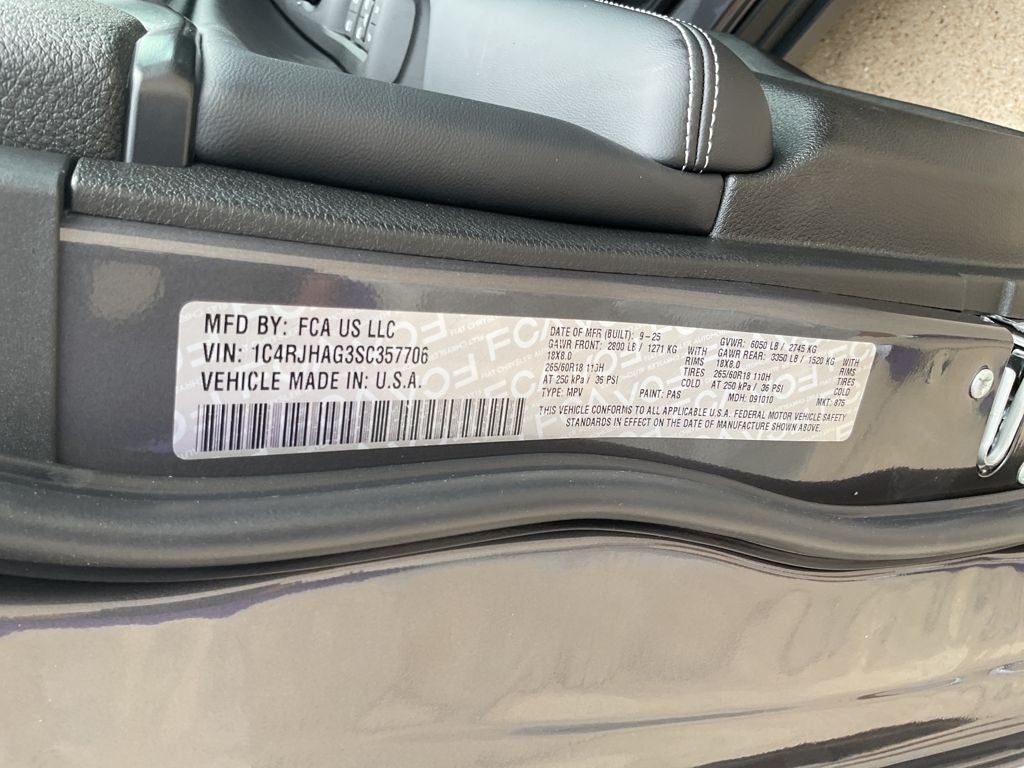 MFD BY: FCA US LLC
VIN: 1C4RJHAG3SC357706
VEHICLE MADE IN: U.S.A.
DATE OF MFR (BUILT): 9-25 GVWR: 6050 LB / 2745 KG
GAWR FRONT: 2800 LB / 1271 KG WITH GAWR REAR: 3350 LB / 1520 KG WITH
18X8.0 RIMS 18X8.0 RIMS
265/60R18 110H TIRES 265/60R18 110H TIRES
AT 250 kPa / 36 PSI COLD AT 250 kPa / 36 PSI COLD
TYPE: MPV PAINT: PAS MDH: 091010 MKT: 875
THIS VEHICLE CONFORMS TO ALL APPLICABLE U.S.A. FEDERAL MOTOR VEHICLE SAFETY
STANDARDS IN EFFECT ON THE DATE OF MANUFACTURE SHOWN ABOVE.